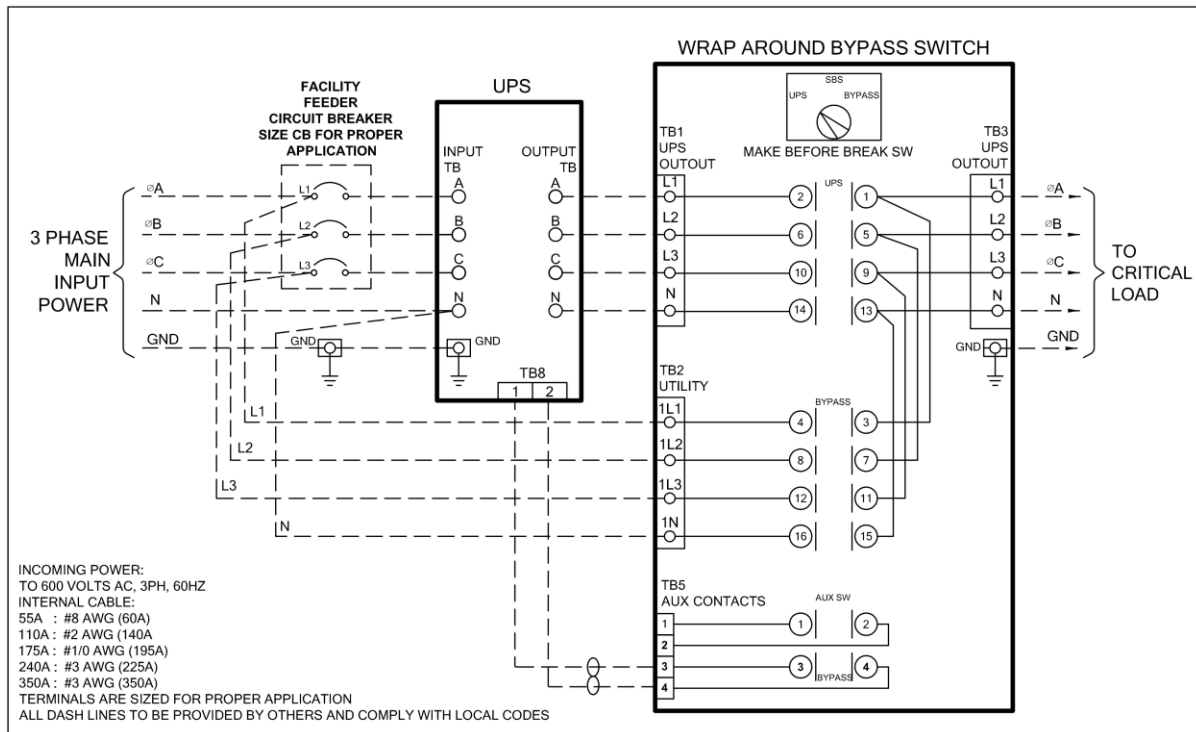 WRAP AROUND BYPASS SWITCH
SBS
UPS BYPASS
MAKE BEFORE BREAK SW
UPS
FACILITY
FEEDER
CIRCUIT BREAKER
SIZE CB FOR PROPER
APPLICATION
INPUT
TB
OUTPUT
TB
TB1
UPS
OUTOUT
TB3
UPS
OUTOUT
3 PHASE
MAIN
INPUT
POWER
øA
øB
øC
N
GND
L1
L2
L3
GND
A
B
C
N
GND
A
B
C
N
TB8
1 2
L1
L2
L3
N
UPS
2 1
6 5
10 9
14 13
L1
L2
L3
N
GND
øA
øB
øC
N
GND
TO
CRITICAL
LOAD
L1
L2
L3
N
TB2
UTILITY
1L1
1L2
1L3
1N
BYPASS
4 3
8 7
12 11
16 15
TB5
AUX CONTACTS
1
2
3
4
AUX SW
1 2
3 4
BYPASS
INCOMING POWER:
TO 600 VOLTS AC, 3PH, 60HZ
INTERNAL CABLE:
55A : #8 AWG (60A)
110A : #2 AWG (140A
175A : #1/0 AWG (195A)
240A : #3 AWG (225A)
350A : #3 AWG (350A)
TERMINALS ARE SIZED FOR PROPER APPLICATION
ALL DASH LINES TO BE PROVIDED BY OTHERS AND COMPLY WITH LOCAL CODES